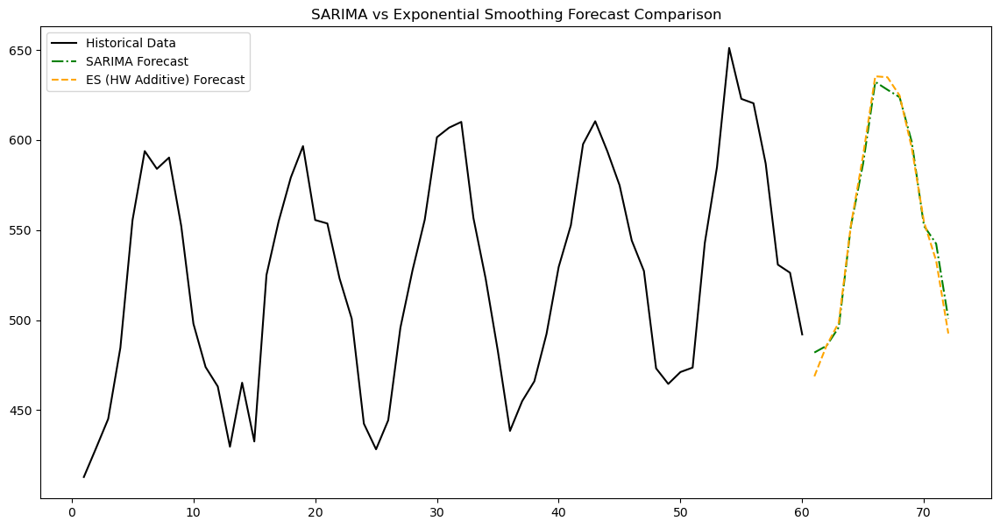 SARIMA vs Exponential Smoothing Forecast Comparison
Historical Data
SARIMA Forecast
ES (HW Additive) Forecast
650
600
550
500
450
0 10 20 30 40 50 60 70